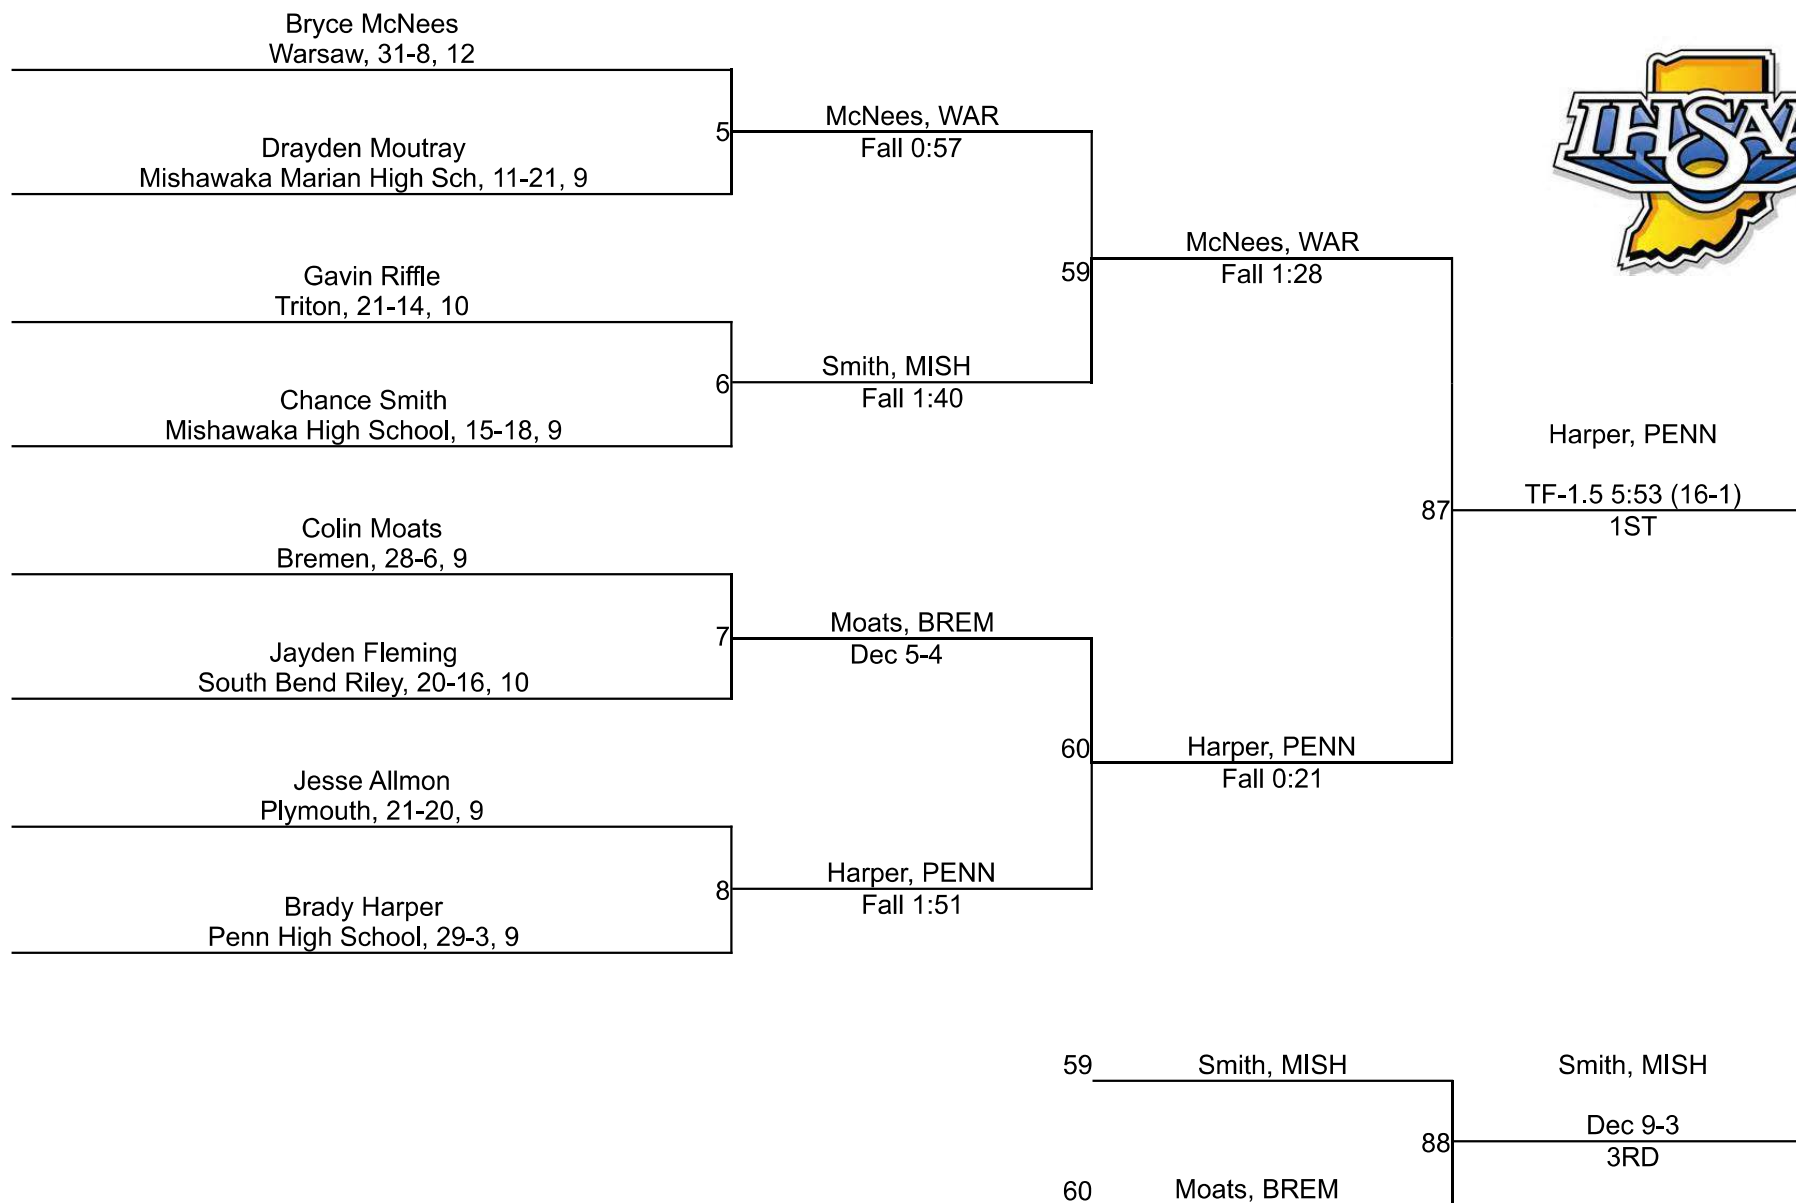 Bryce McNees
Warsaw, 31-8, 12
Drayden Moutray
Mishawaka Marian High Sch, 11-21, 9
5
McNees, WAR
Fall 0:57
Gavin Riffle
Triton, 21-14, 10
Chance Smith
Mishawaka High School, 15-18, 9
6
Smith, MISH
Fall 1:40
59
McNees, WAR
Fall 1:28
Colin Moats
Bremen, 28-6, 9
Jayden Fleming
South Bend Riley, 20-16, 10
7
Moats, BREM
Dec 5-4
Jesse Allmon
Plymouth, 21-20, 9
Brady Harper
Penn High School, 29-3, 9
8
Harper, PENN
Fall 1:51
60
Harper, PENN
Fall 0:21
87
Harper, PENN
TF-1.5 5:53 (16-1)
1ST
IHSAA
59
Smith, MISH
60
Moats, BREM
88
Smith, MISH
Dec 9-3
3RD